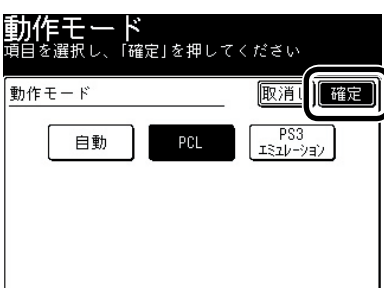 動作モード
項目を選択し、「確定」を押してください
動作モード
取消し 確定
自動 PCL PS3
エミュレーション